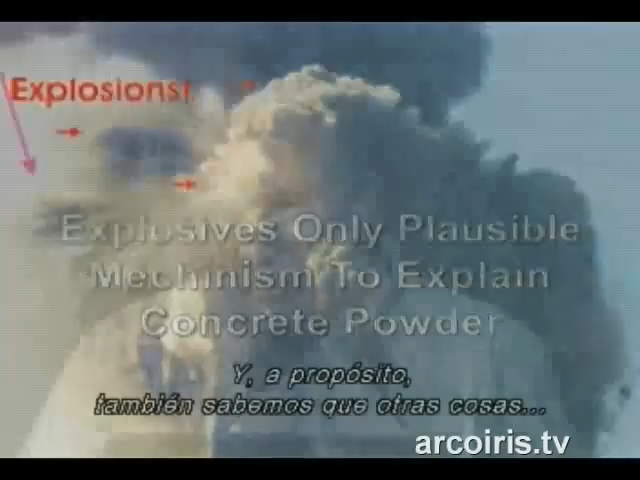 Explosions!
Explosives Only Plausible
Mechinism To Explain
Concrete Powder
Y, a propósito,
también sabemos que otras cosas...
arcoiris.tv